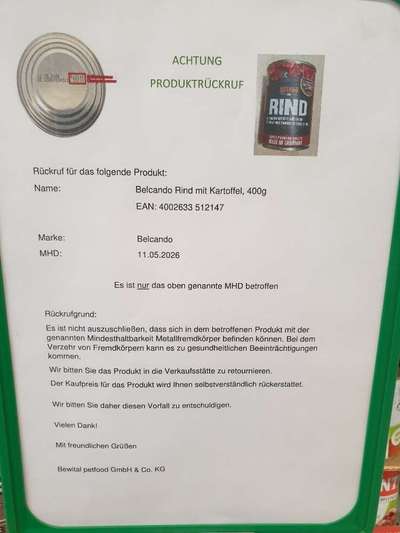 ACHTUNG
PRODUKTRÜCKRUF
RIND
MADE IN GERMANY
Rückruf für das folgende Produkt:
Name: Belcando Rind mit Kartoffel, 400g
EAN: 4002633 512147
Marke: Belcando
MHD: 11.05.2026
Es ist nur das oben genannte MHD betroffen
Rückrufgrund:
Es ist nicht auszuschließen, dass sich in dem betroffenen Produkt mit der
genannten Mindesthaltbarkeit Metallfremdkörper befinden können. Bei dem
Verzehr von Fremdkörpern kann es zu gesundheitlichen Beeinträchtigungen
kommen.
Wir bitten Sie das Produkt in die Verkaufsstätte zu retournieren.
Der Kaufpreis für das Produkt wird Ihnen selbstverständlich rückerstattet.
Wir bitten Sie daher diesen Vorfall zu entschuldigen.
Vielen Dank!
Mit freundlichen Grüßen
Bewital petfood GmbH & Co. KG